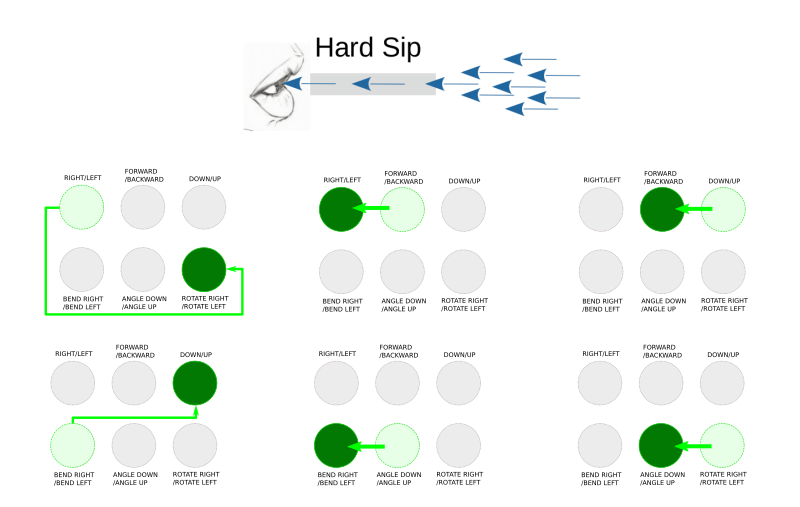 Hard Sip
RIGHT/LEFT
FORWARD
/BACKWARD
DOWN/UP
BEND RIGHT
/BEND LEFT
ANGLE DOWN
/ANGLE UP
ROTATE RIGHT
/ROTATE LEFT
RIGHT/LEFT
FORWARD
/BACKWARD
DOWN/UP
BEND RIGHT
/BEND LEFT
ANGLE DOWN
/ANGLE UP
ROTATE RIGHT
/ROTATE LEFT
RIGHT/LEFT
FORWARD
/BACKWARD
DOWN/UP
BEND RIGHT
/BEND LEFT
ANGLE DOWN
/ANGLE UP
ROTATE RIGHT
/ROTATE LEFT
RIGHT/LEFT
FORWARD
/BACKWARD
DOWN/UP
BEND RIGHT
/BEND LEFT
ANGLE DOWN
/ANGLE UP
ROTATE RIGHT
/ROTATE LEFT
RIGHT/LEFT
FORWARD
/BACKWARD
DOWN/UP
BEND RIGHT
/BEND LEFT
ANGLE DOWN
/ANGLE UP
ROTATE RIGHT
/ROTATE LEFT
RIGHT/LEFT
FORWARD
/BACKWARD
DOWN/UP
BEND RIGHT
/BEND LEFT
ANGLE DOWN
/ANGLE UP
ROTATE RIGHT
/ROTATE LEFT